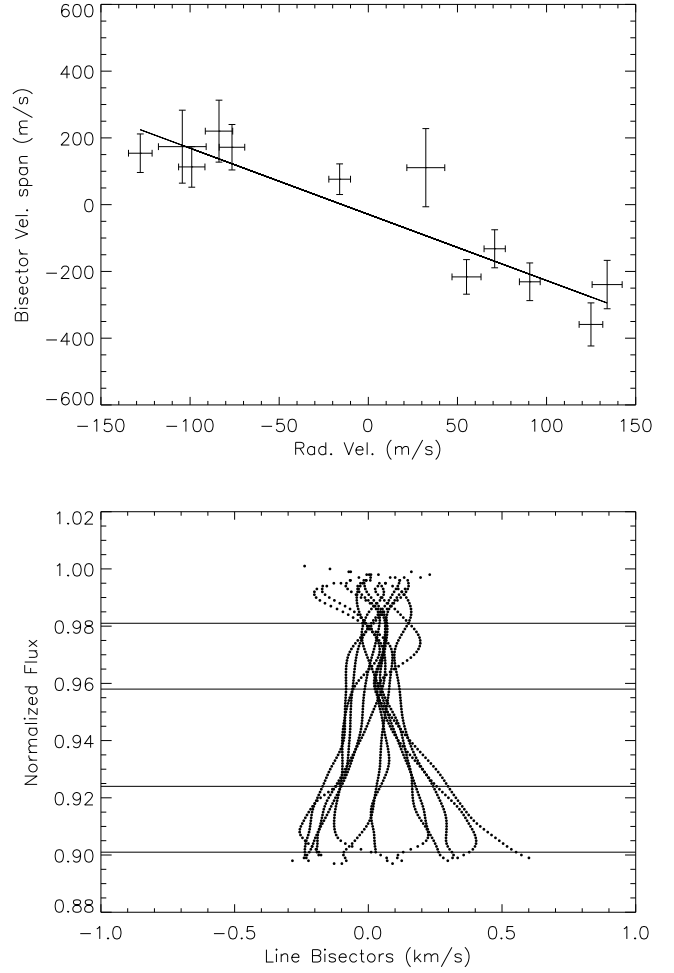 600
400
200
0
−200
−400
−600
Bisector Vel. span (m/s)
−150 −100 −50 0 50 100 150
Rad. Vel. (m/s)
1.02
1.00
0.98
0.96
0.94
0.92
0.90
0.88
Normalized Flux
−1.0 −0.5 0.0 0.5 1.0
Line Bisectors (km/s)